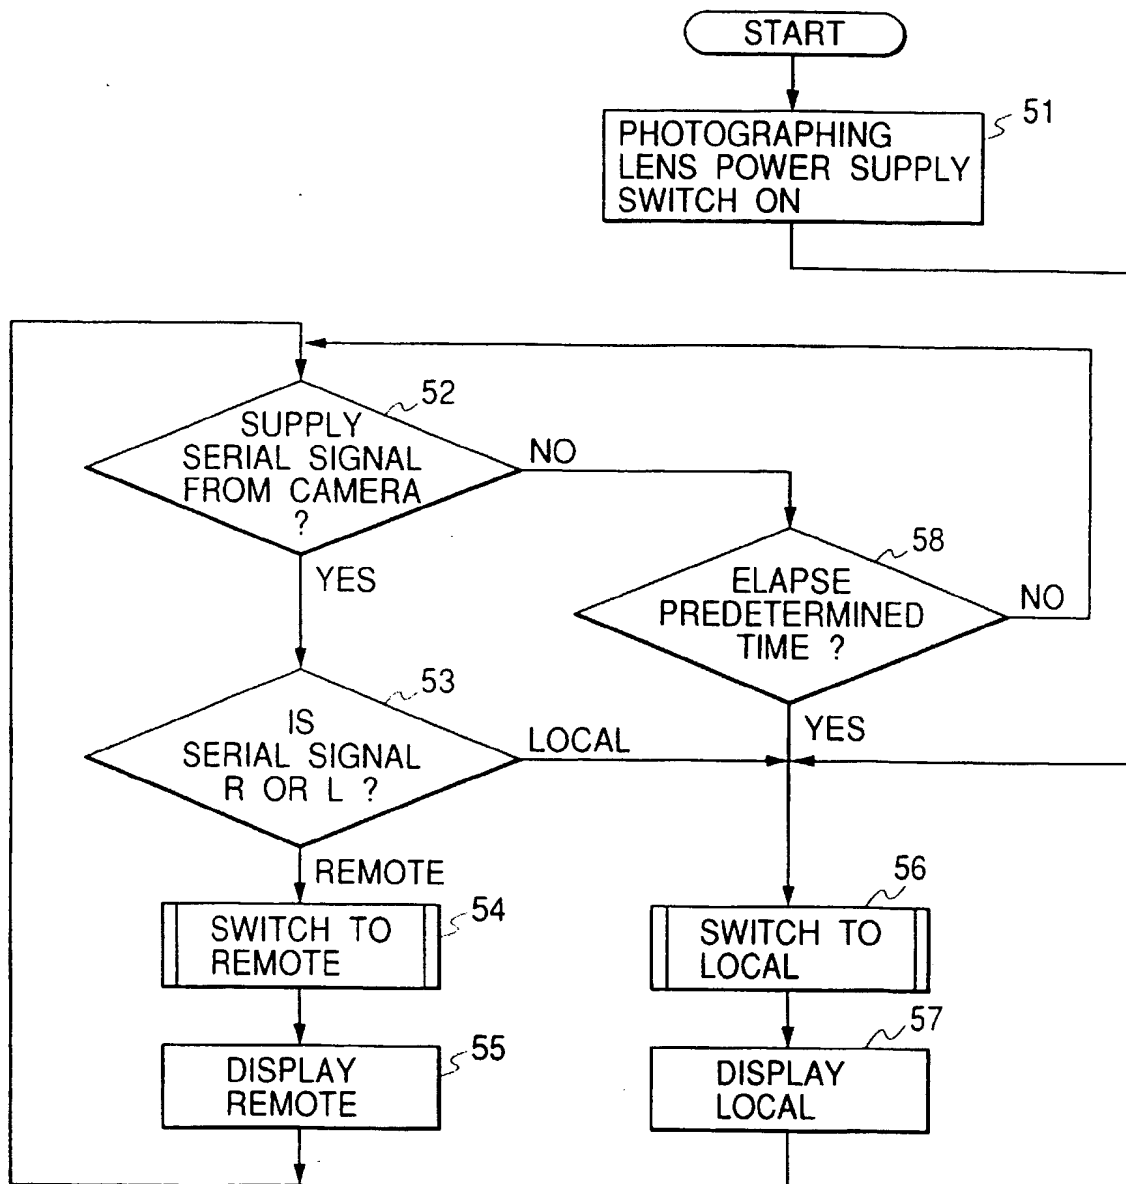 START
51
PHOTOGRAPHING
LENS POWER SUPPLY
SWITCH ON
52
SUPPLY
SERIAL SIGNAL
FROM CAMERA
?
NO
YES
58
ELAPSE
PREDETERMINED
TIME ?
NO
YES
53
IS
SERIAL SIGNAL
R OR L ?
LOCAL
REMOTE
54
SWITCH TO
REMOTE
56
SWITCH TO
LOCAL
55
DISPLAY
REMOTE
57
DISPLAY
LOCAL